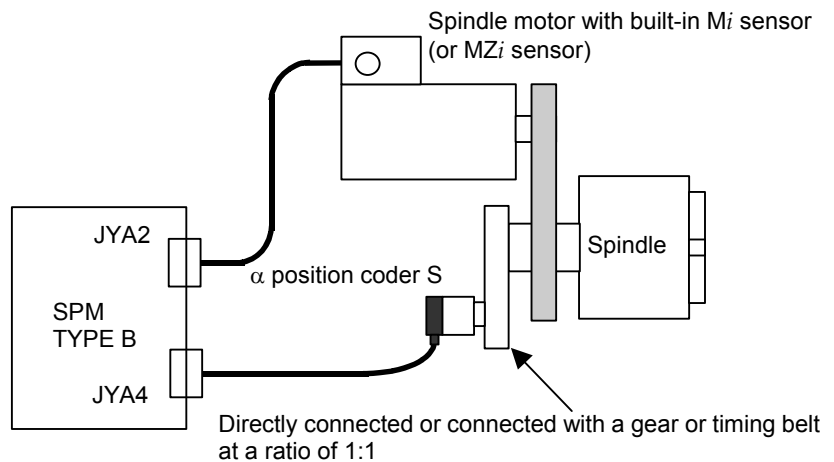 Spindle motor with built-in Mi sensor
(or MZi sensor)
JYA2
α position coder S
Spindle
SPM
TYPE B
JYA4
Directly connected or connected with a gear or timing belt
at a ratio of 1:1